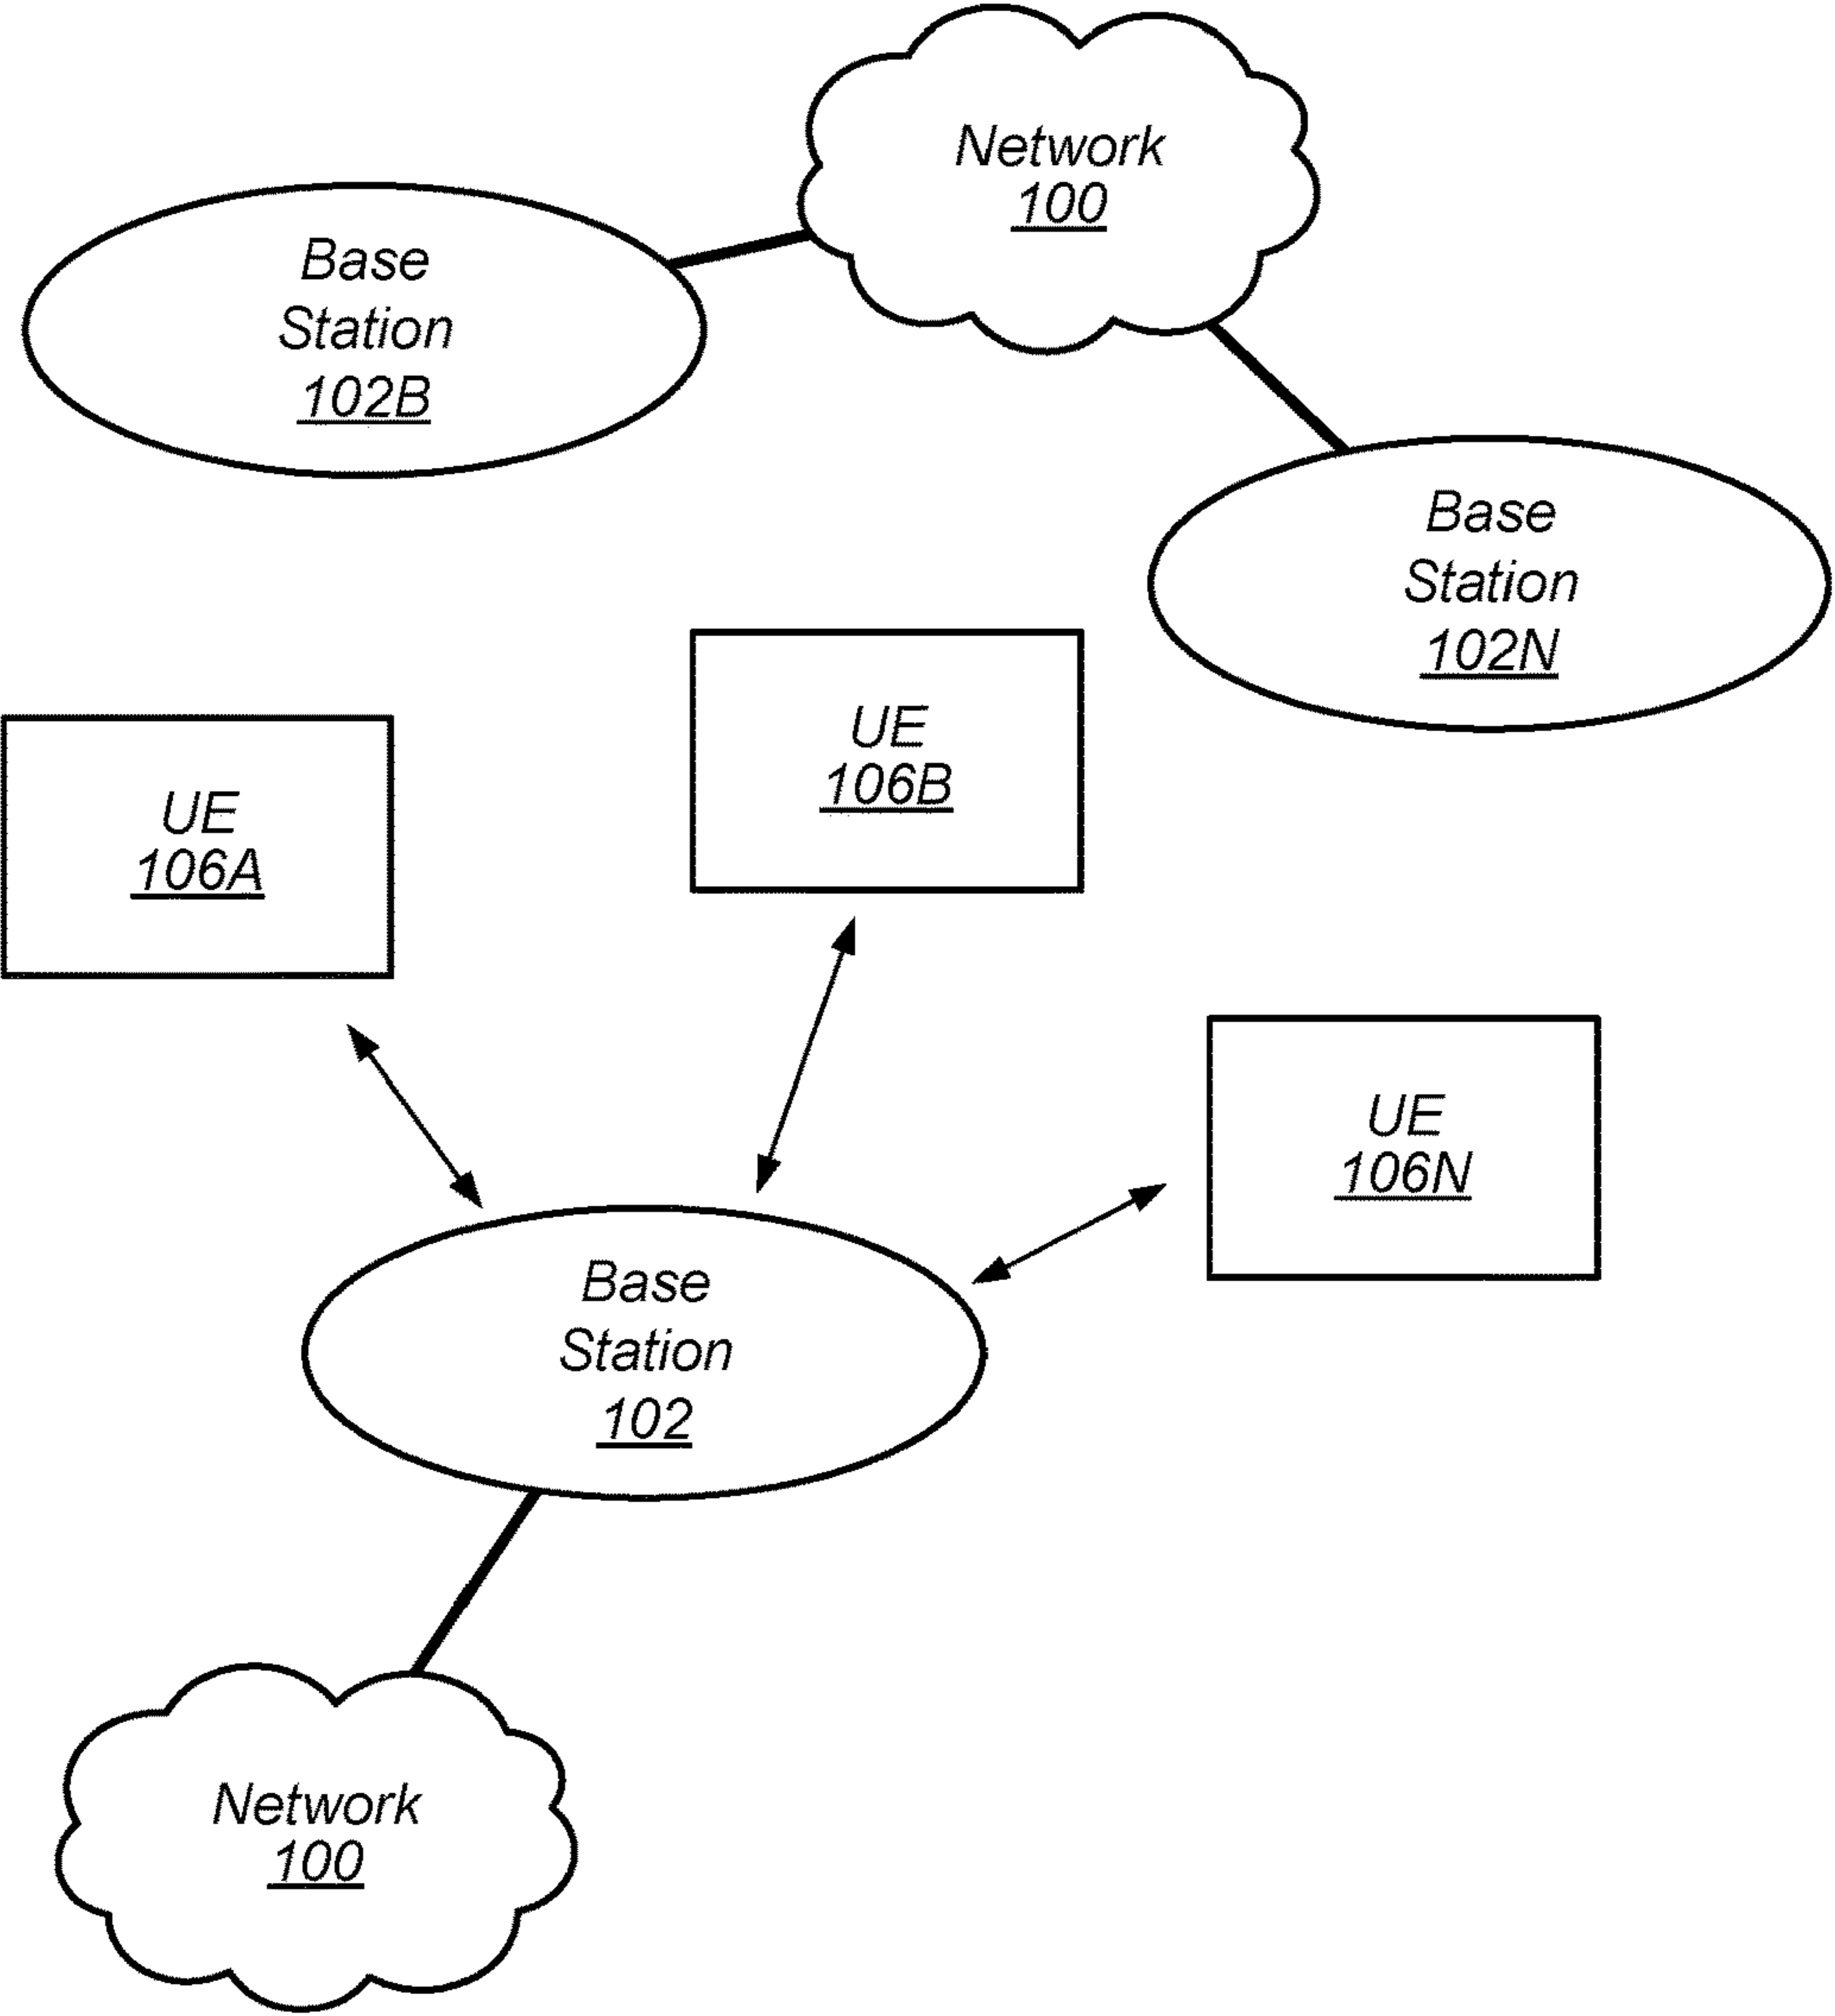 Network
100
Base
Station
102B
Base
Station
102N
UE
106B
UE
106A
UE
106N
Base
Station
102
Network
100